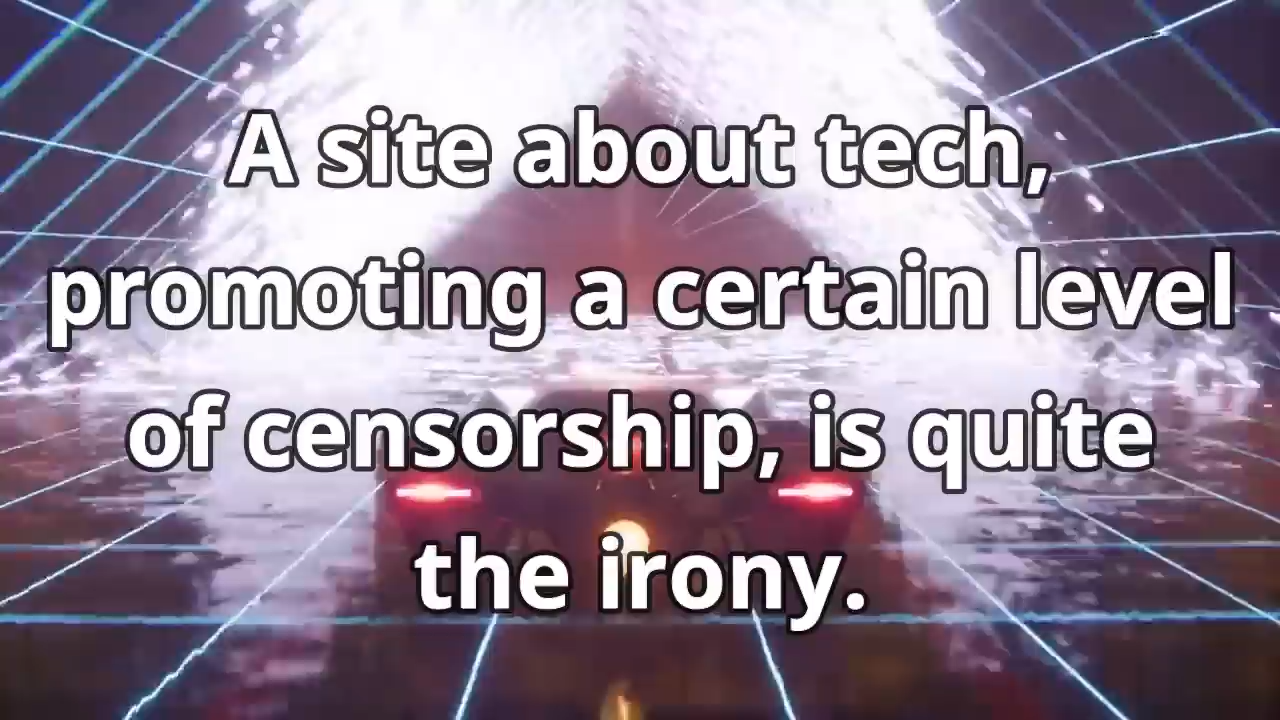 A site about tech,
promoting a certain level
of censorship, is quite
the irony.